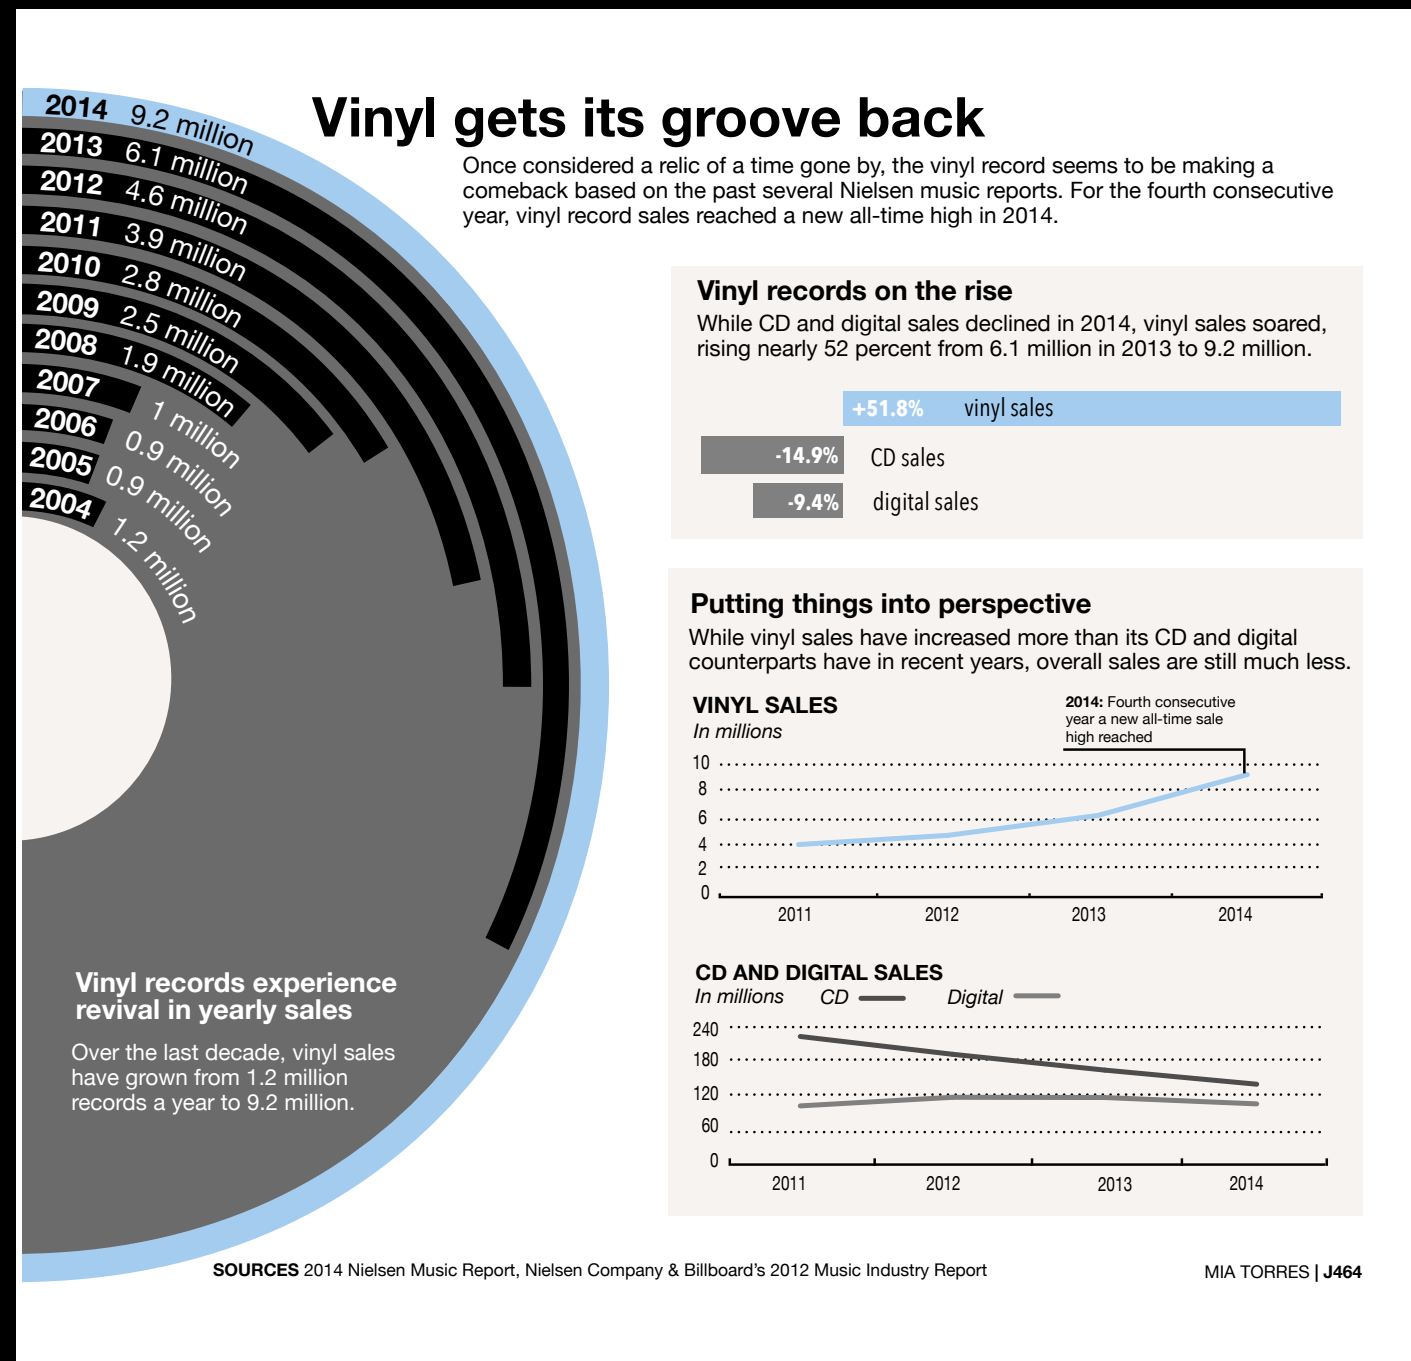 Vinyl gets its groove back
Once considered a relic of a time gone by, the vinyl record seems to be making a
comeback based on the past several Nielsen music reports. For the fourth consecutive
year, vinyl record sales reached a new all-time high in 2014.
2014 9.2 million
2013 6.1 million
2012 4.6 million
2011 3.9 million
2010 2.8 million
2009 2.5 million
2008 1.9 million
2007 1 million
2006 0.9 million
2005 0.9 million
2004 1.2 million
Vinyl records experience
revival in yearly sales
Over the last decade, vinyl sales
have grown from 1.2 million
records a year to 9.2 million.
Vinyl records on the rise
While CD and digital sales declined in 2014, vinyl sales soared,
rising nearly 52 percent from 6.1 million in 2013 to 9.2 million.
+51.8% vinyl sales
-14.9% CD sales
-9.4% digital sales
Putting things into perspective
While vinyl sales have increased more than its CD and digital
counterparts have in recent years, overall sales are still much less.
VINYL SALES
In millions
2014: Fourth consecutive
year a new all-time sale
high reached
10
8
6
4
2
0
2011 2012 2013 2014
CD AND DIGITAL SALES
In millions CD Digital
240
180
120
60
0
2011 2012 2013 2014
SOURCES 2014 Nielsen Music Report, Nielsen Company & Billboard's 2012 Music Industry Report
MIA TORRES | J464